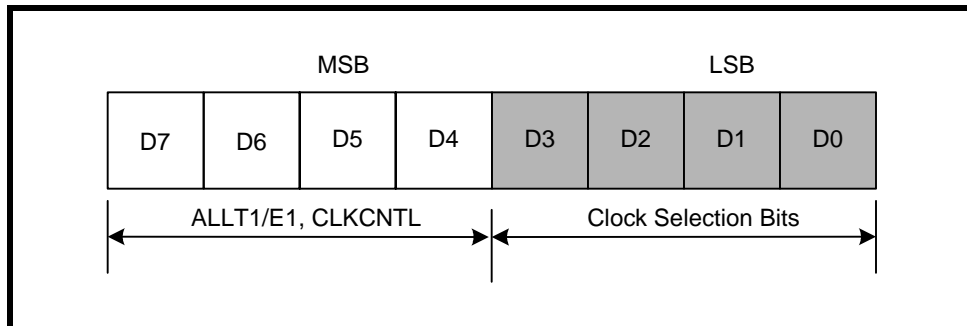 MSB LSB
D7 D6 D5 D4 D3 D2 D1 D0
ALLT1/E1, CLKCNTL Clock Selection Bits